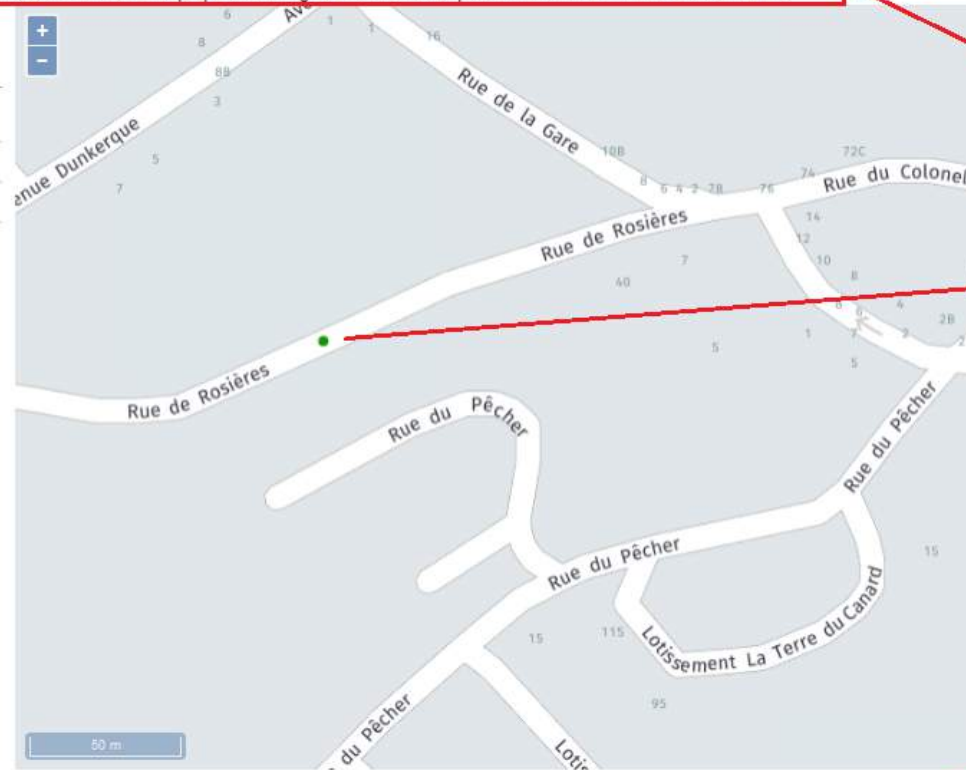 +
−
6
1
1
16
8
8B
3
Rue de la Gare
enue Dunkerque
5
7
10B
8
6 4 2 2B
76
74
72C
Rue du Colonel
Rue de Rosières
14
12
10
8
7
40
8
6
4
2B
2
2
1
7
5
5
Rue de Rosières
Rue du Pêcher
Rue du Pêcher
Rue du Pêcher
15
15
11S
Lotissement La Terre du Canard
9S
du Pêcher
50 m